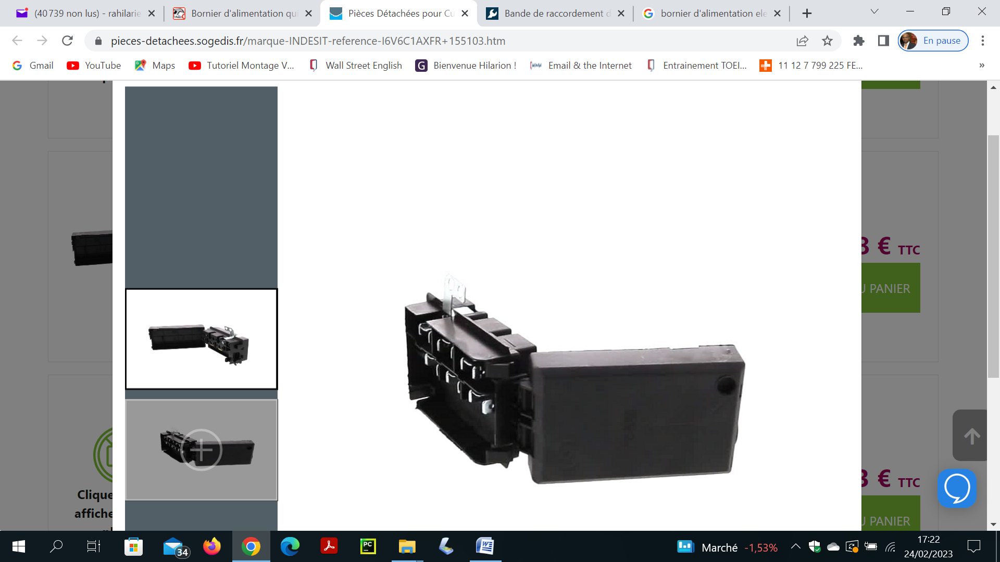 (40 739 non lus) - rahilarie
Bornier d'alimentation qui
Pièces Détachées pour Cu
Bande de raccordement d
bornier d'alimentation ele
pieces-detachees.sogedis.fr/marque-INDESIT-reference-I6V6C1AXFR+155103.htm
En pause
Gmail
YouTube
Maps
Tutoriel Montage V...
Wall Street English
Bienvenue Hilarion !
Email & the Internet
Entrainement TOEI...
11 12 7 799 225 FE...
»
€ TTC
PANIER
Clique
affiche
€ TTC
PANIER
34
PC
Marché -1,53%
17:22
24/02/2023